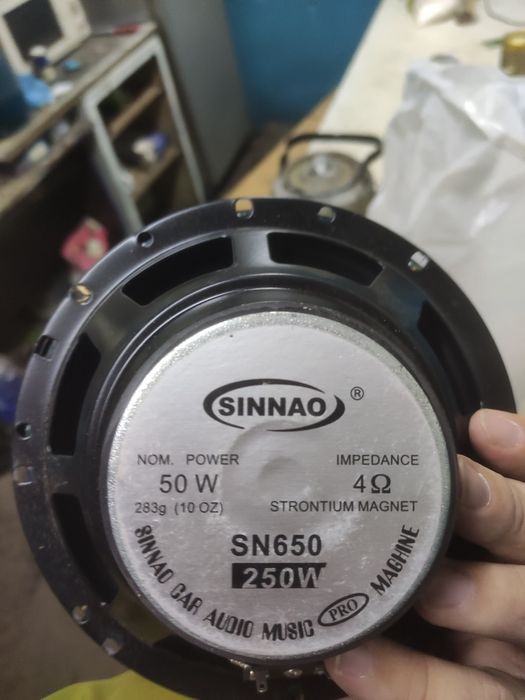 SINNAO ®
NOM. POWER
50 W
283g (10 OZ)
IMPEDANCE
4Ω
STRONTIUM MAGNET
SN650
250W
SINNAO CAR AUDIO MUSIC PRO MACHINE